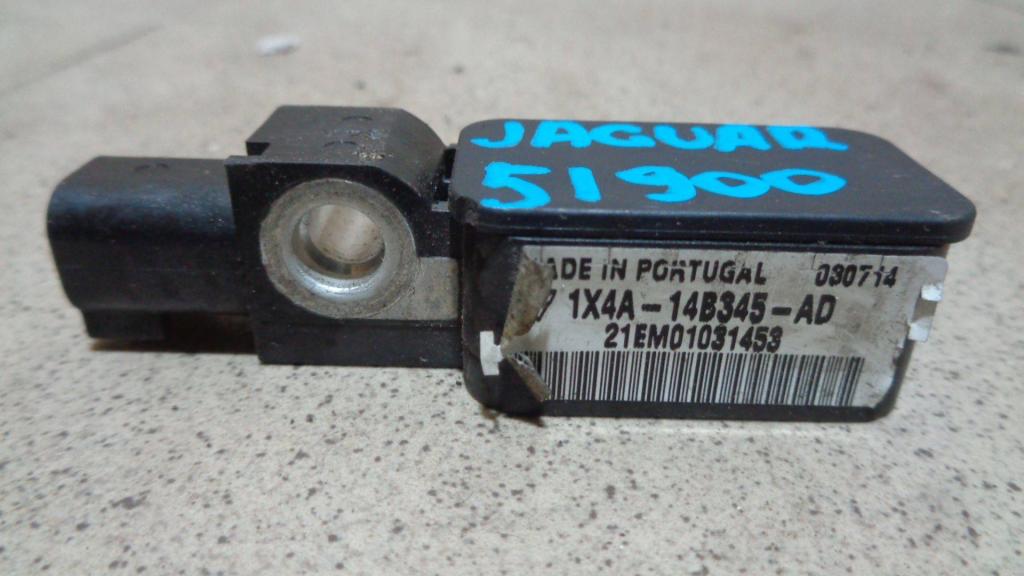 JAGUAR
51900
ADE IN PORTUGAL 030714
1X4A-14B345-AD
21EM01031453